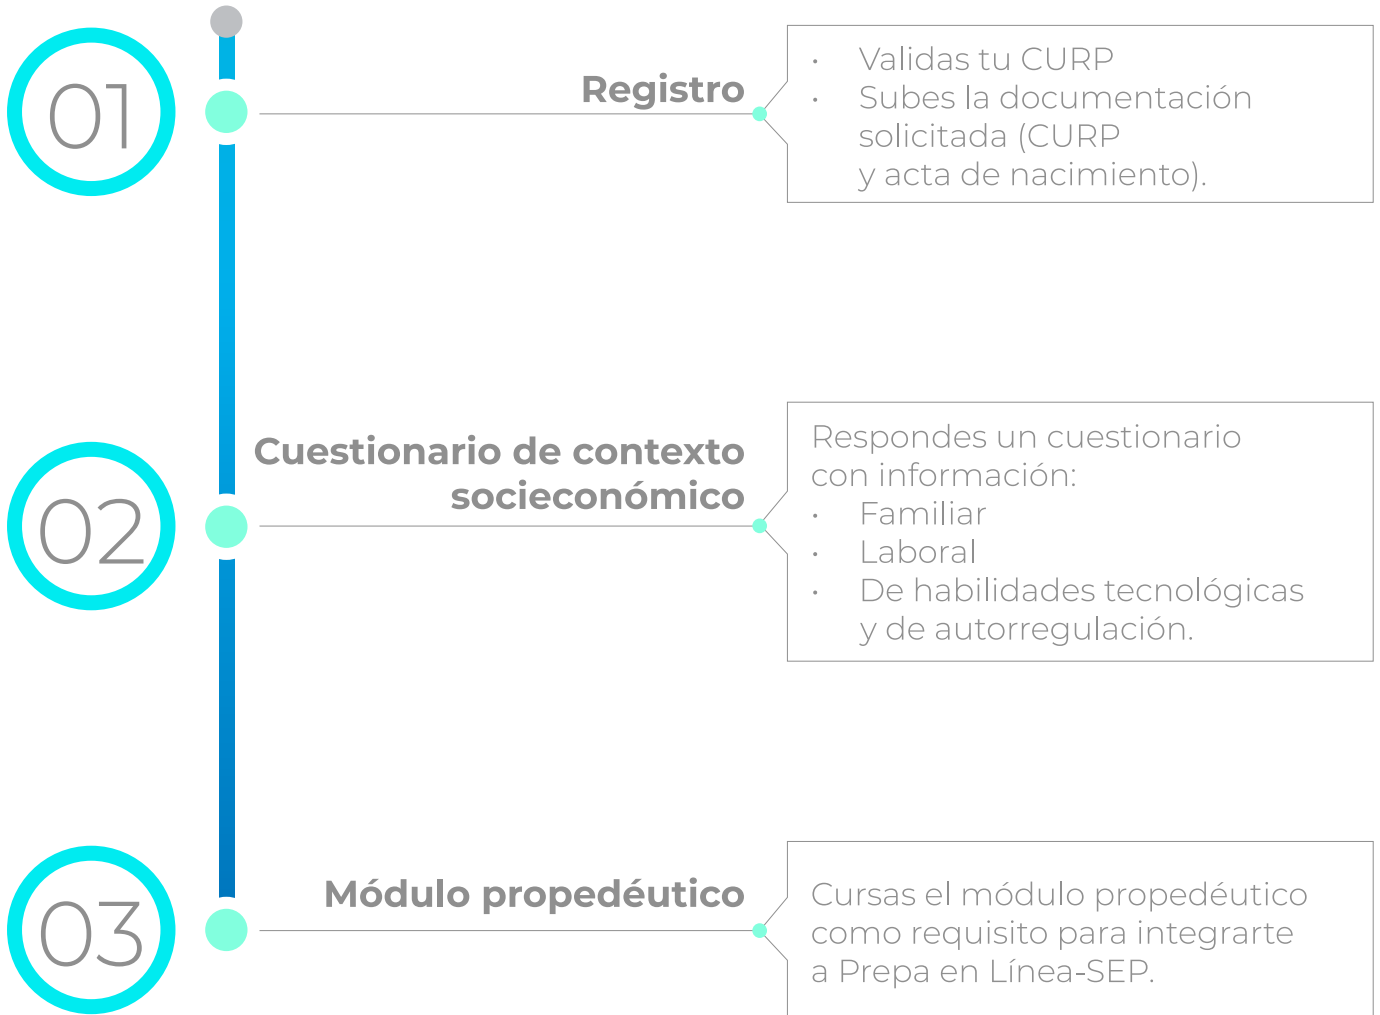 01
Registro
• Validas tu CURP
• Subes la documentación
solicitada (CURP
y acta de nacimiento).
02
Cuestionario de contexto
socieconómico
Respondes un cuestionario
con información:
• Familiar
• Laboral
• De habilidades tecnológicas
y de autorregulación.
03
Módulo propedéutico
Cursas el módulo propedéutico
como requisito para integrarte
a Prepa en Línea-SEP.